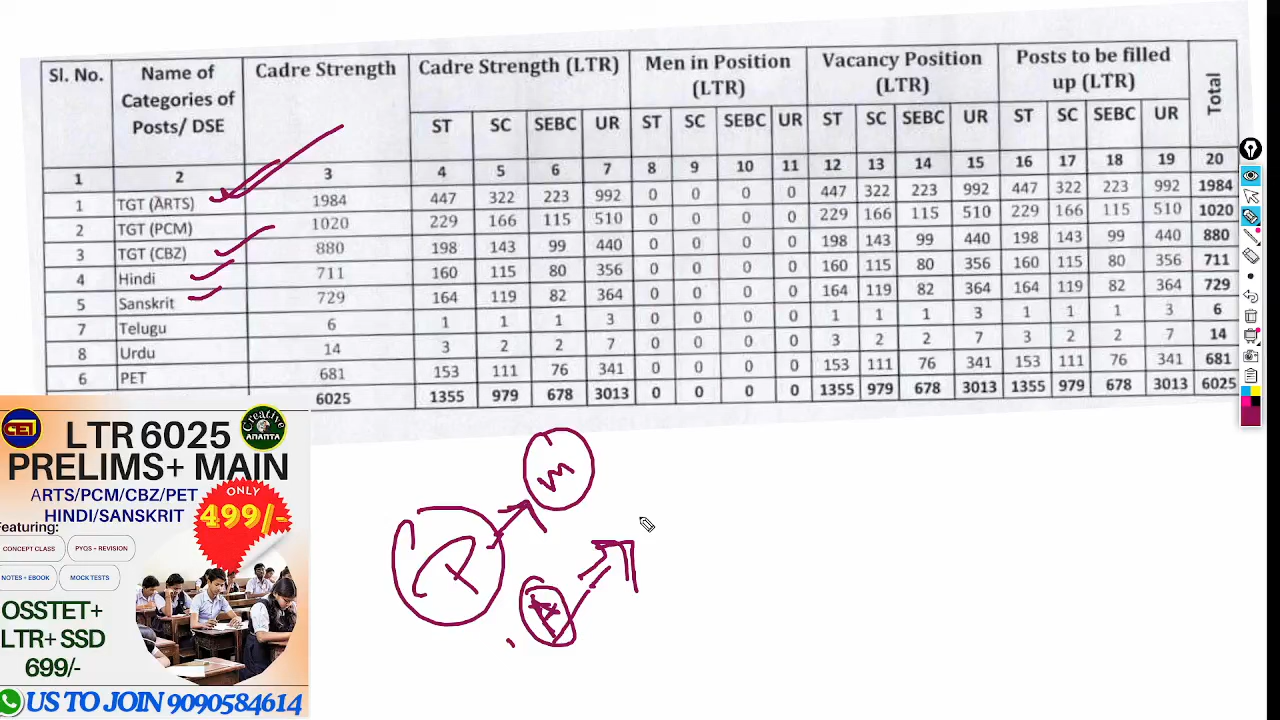 Sl. No. Name of Categories of Posts/ DSE Cadre Strength Cadre Strength (LTR) Men in Position (LTR) Vacancy Position (LTR) Posts to be filled up (LTR) Total
ST SC SEBC UR ST SC SEBC UR ST SC SEBC UR ST SC SEBC UR
1 2 3 4 5 6 7 8 9 10 11 12 13 14 15 16 17 18 19 20
1 TGT (ARTS) 1984 447 322 223 992 0 0 0 0 447 322 223 992 447 322 223 992 1984
2 TGT (PCM) 1020 229 166 115 510 0 0 0 0 229 166 115 510 229 166 115 510 1020
3 TGT (CBZ) 880 198 143 99 440 0 0 0 0 198 143 99 440 198 143 99 440 880
4 Hindi 711 160 115 80 356 0 0 0 0 160 115 80 356 160 115 80 356 711
5 Sanskrit 729 164 119 82 364 0 0 0 0 164 119 82 364 164 119 82 364 729
7 Telugu 6 1 1 1 3 0 0 0 0 1 1 1 3 1 1 1 3 6
8 Urdu 14 3 2 2 7 0 0 0 0 3 2 2 7 3 2 2 7 14
6 PET 681 153 111 76 341 0 0 0 0 153 111 76 341 153 111 76 341 681
6025 1355 979 678 3013 0 0 0 0 1355 979 678 3013 1355 979 678 3013 6025
CET
Creative
ANANTA
LTR 6025
PRELIMS+ MAIN
ARTS/PCM/CBZ/PET
HINDI/SANSKRIT
ONLY
499/-
Featuring:
CONCEPT CLASS PYQS + REVISION
NOTES + EBOOK MOCK TESTS
OSSTET+
LTR+ SSD
699/-
US TO JOIN 9090584614
M
P